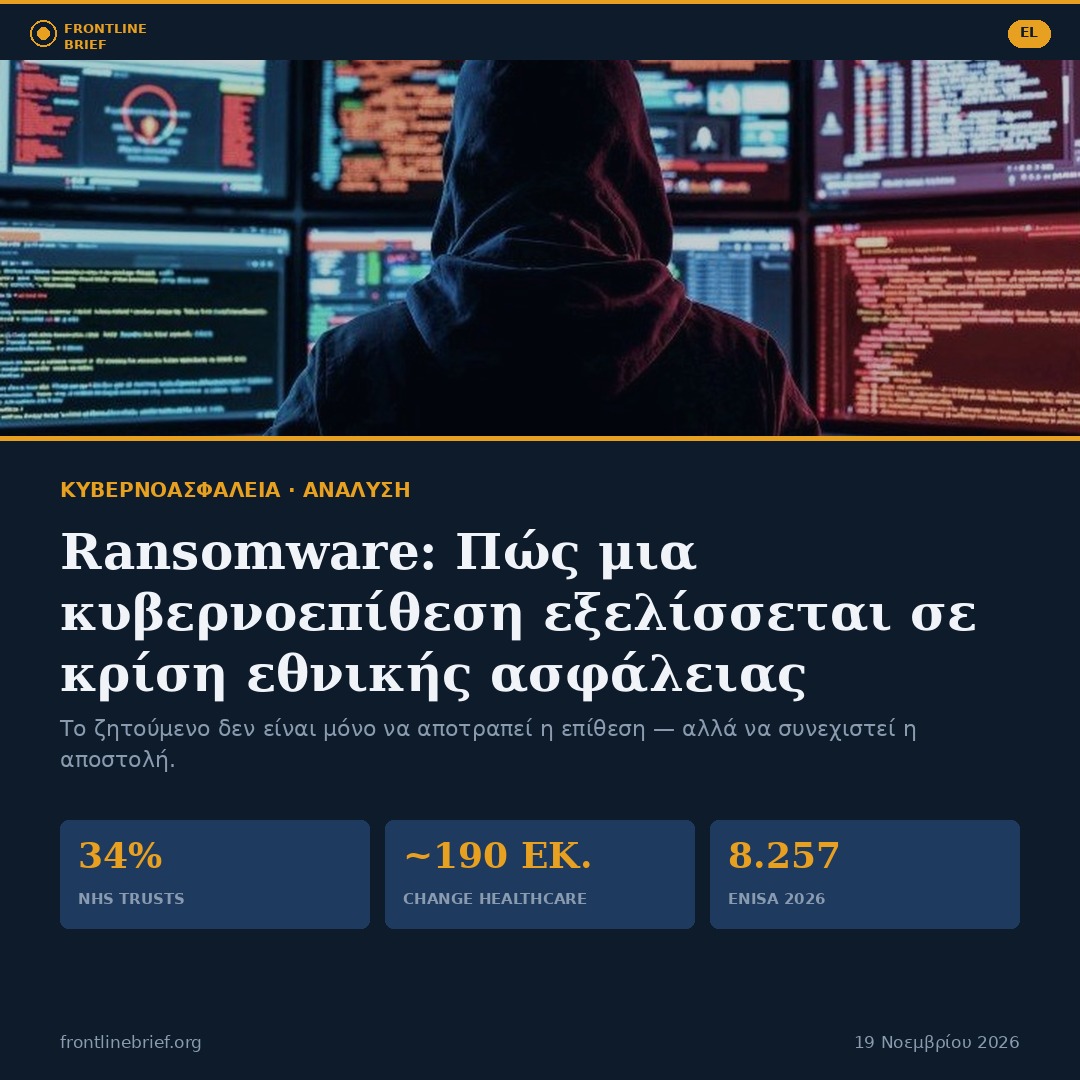 FRONTLINE
BRIEF
EL
ΚΥΒΕΡΝΟΑΣΦΑΛΕΙΑ · ΑΝΑΛΥΣΗ
Ransomware: Πώς μια
κυβερνοεπίθεση εξελίσσεται σε
κρίση εθνικής ασφάλειας
Το ζητούμενο δεν είναι μόνο να αποτραπεί η επίθεση — αλλά να συνεχιστεί η
αποστολή.
34%
NHS TRUSTS
~190 ΕΚ.
CHANGE HEALTHCARE
8.257
ENISA 2026
frontlinebrief.org
19 Νοεμβρίου 2026